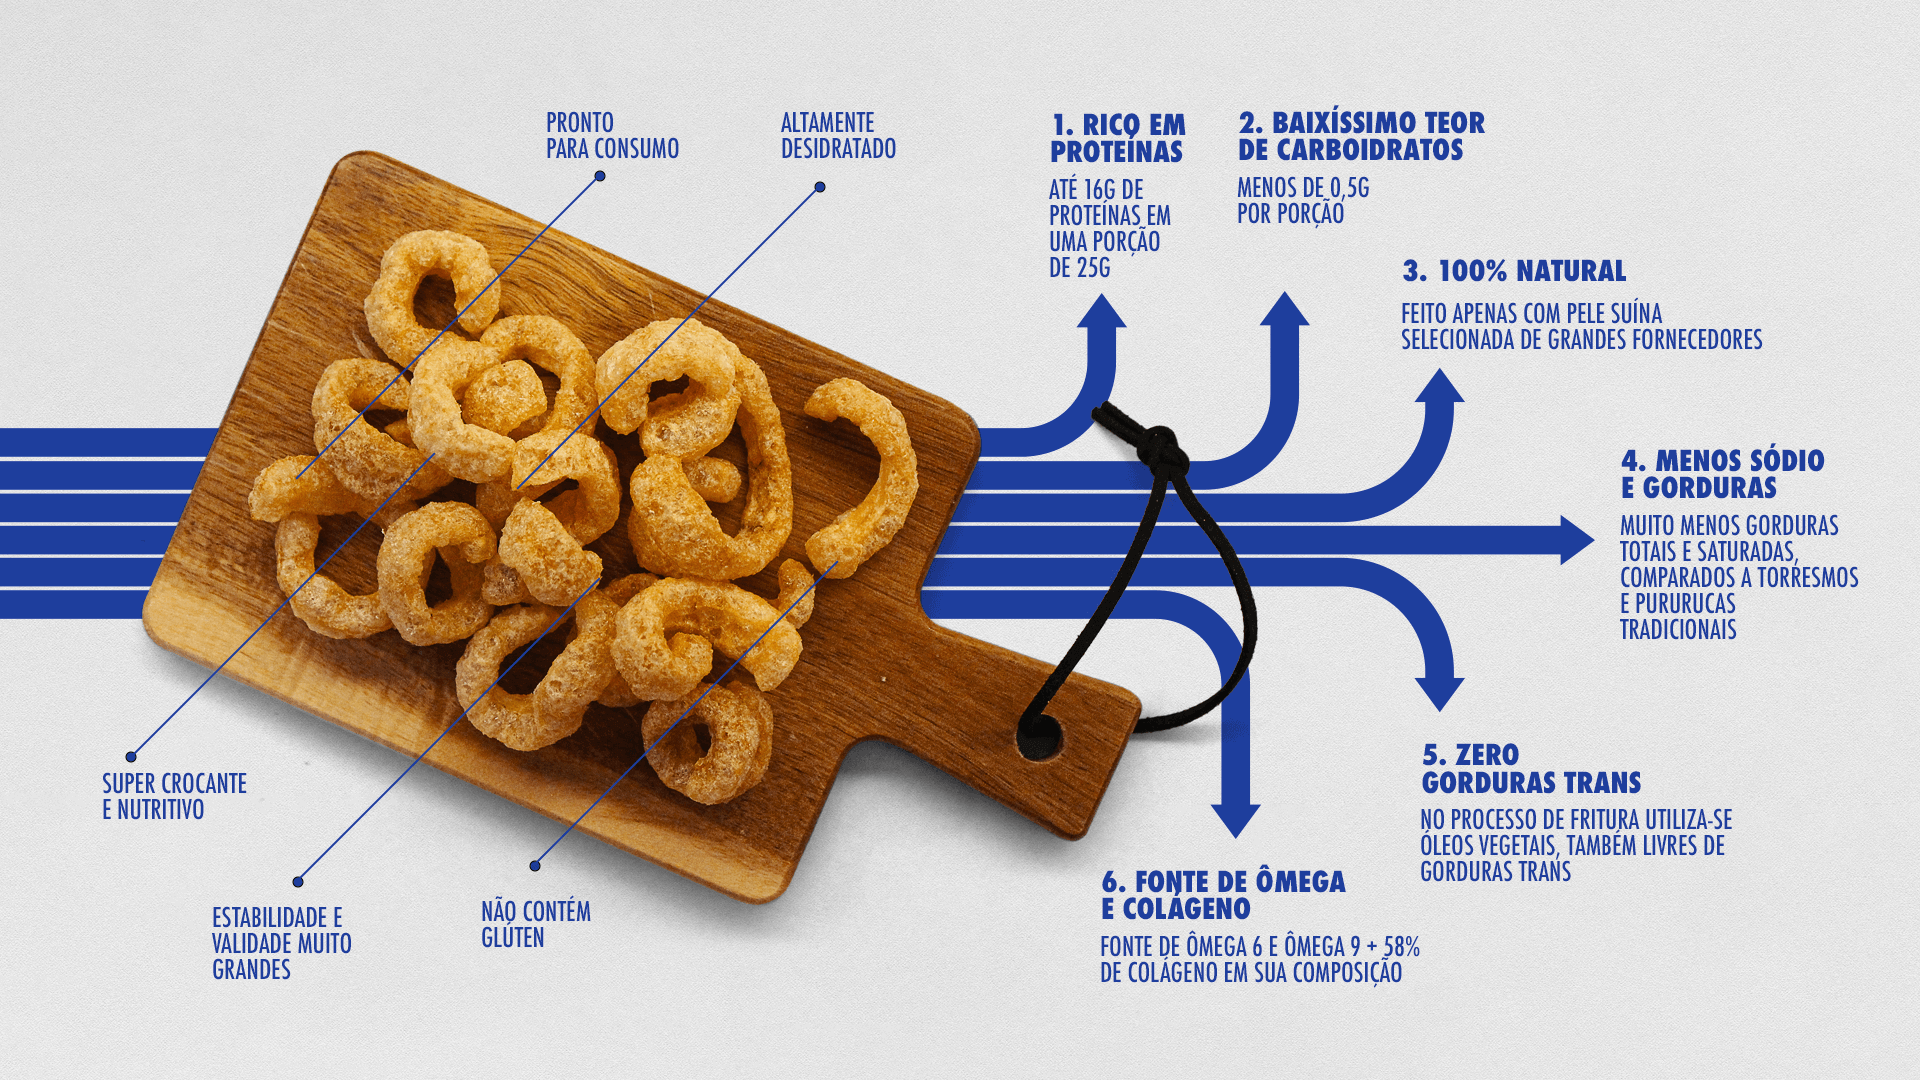 PRONTO
PARA CONSUMO
ALTAMENTE
DESIDRATADO
1. RICO EM
PROTEÍNAS
ATÉ 16G DE
PROTEÍNAS EM
UMA PORÇÃO
DE 25G
2. BAIXÍSSIMO TEOR
DE CARBOIDRATOS
MENOS DE 0,5G
POR PORÇÃO
3. 100% NATURAL
FEITO APENAS COM PELE SUÍNA
SELECIONADA DE GRANDES FORNECEDORES
4. MENOS SÓDIO
E GORDURAS
MUITO MENOS GORDURAS
TOTAIS E SATURADAS,
COMPARADOS A TORRESMOS
E PURURUCAS
TRADICIONAIS
5. ZERO
GORDURAS TRANS
NO PROCESSO DE FRITURA UTILIZA-SE
ÓLEOS VEGETAIS, TAMBÉM LIVRES DE
GORDURAS TRANS
6. FONTE DE ÔMEGA
E COLÁGENO
FONTE DE ÔMEGA 6 E ÔMEGA 9 + 58%
DE COLÁGENO EM SUA COMPOSIÇÃO
SUPER CROCANTE
E NUTRITIVO
ESTABILIDADE E
VALIDADE MUITO
GRANDES
NÃO CONTÉM
GLÚTEN